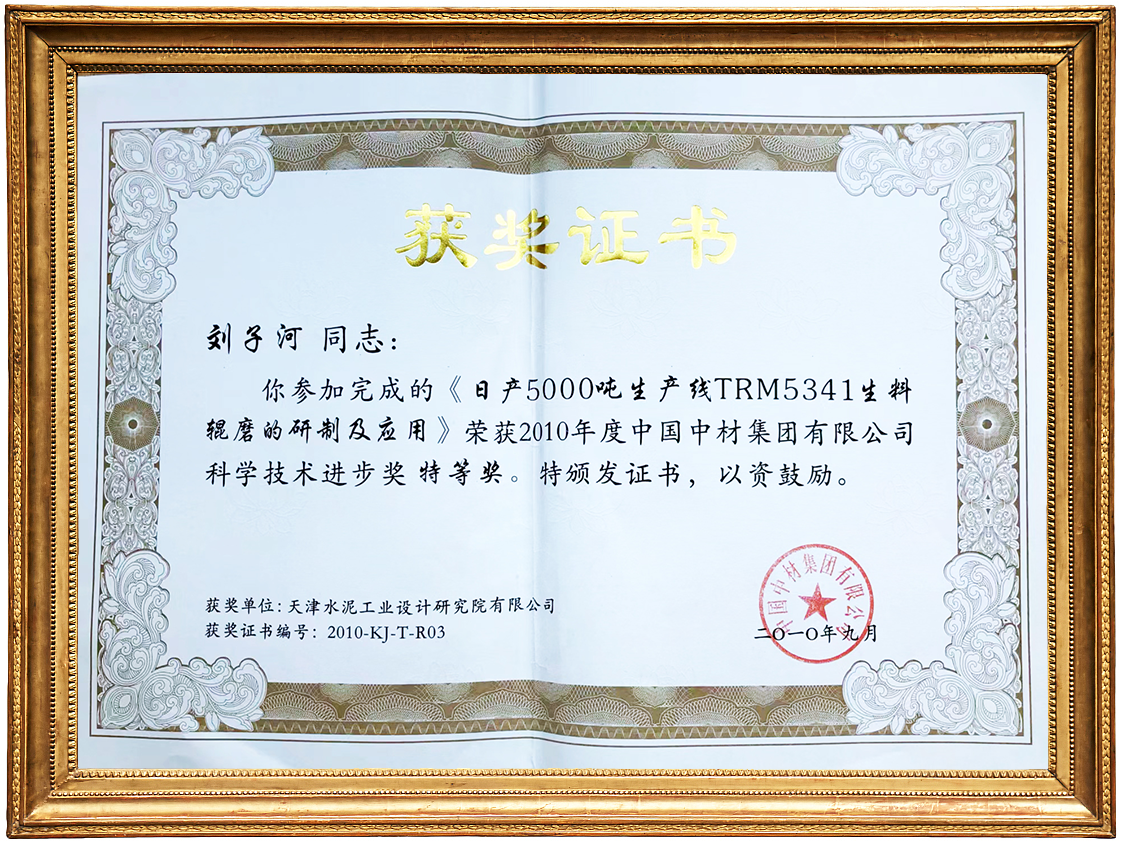 获奖证书
刘子河 同志：
你参加完成的《日产5000吨生产线TRM5341生料
辊磨的研制及应用》荣获2010年度中国中材集团有限公司
科学技术进步奖 特等奖。特颁发证书，以资鼓励。
获奖单位：天津水泥工业设计研究院有限公司
获奖证书编号：2010-KJ-T-R03
中国中材集团有限公司
二〇一〇年九月